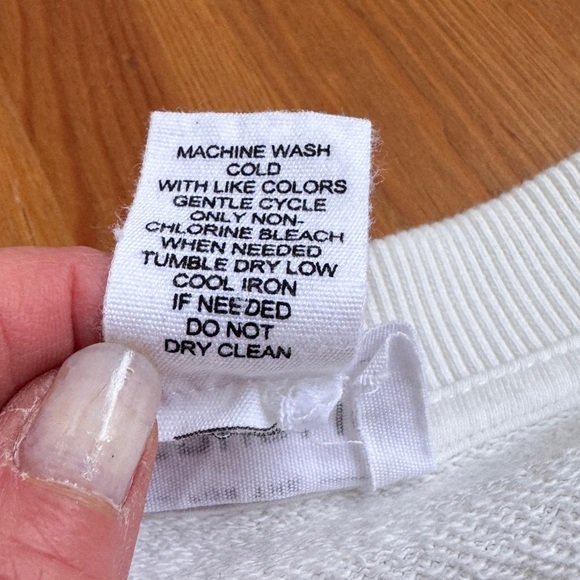 MACHINE WASH
COLD
WITH LIKE COLORS
GENTLE CYCLE
ONLY NON-
CHLORINE BLEACH
WHEN NEEDED
TUMBLE DRY LOW
COOL IRON
IF NEEDED
DO NOT
DRY CLEAN